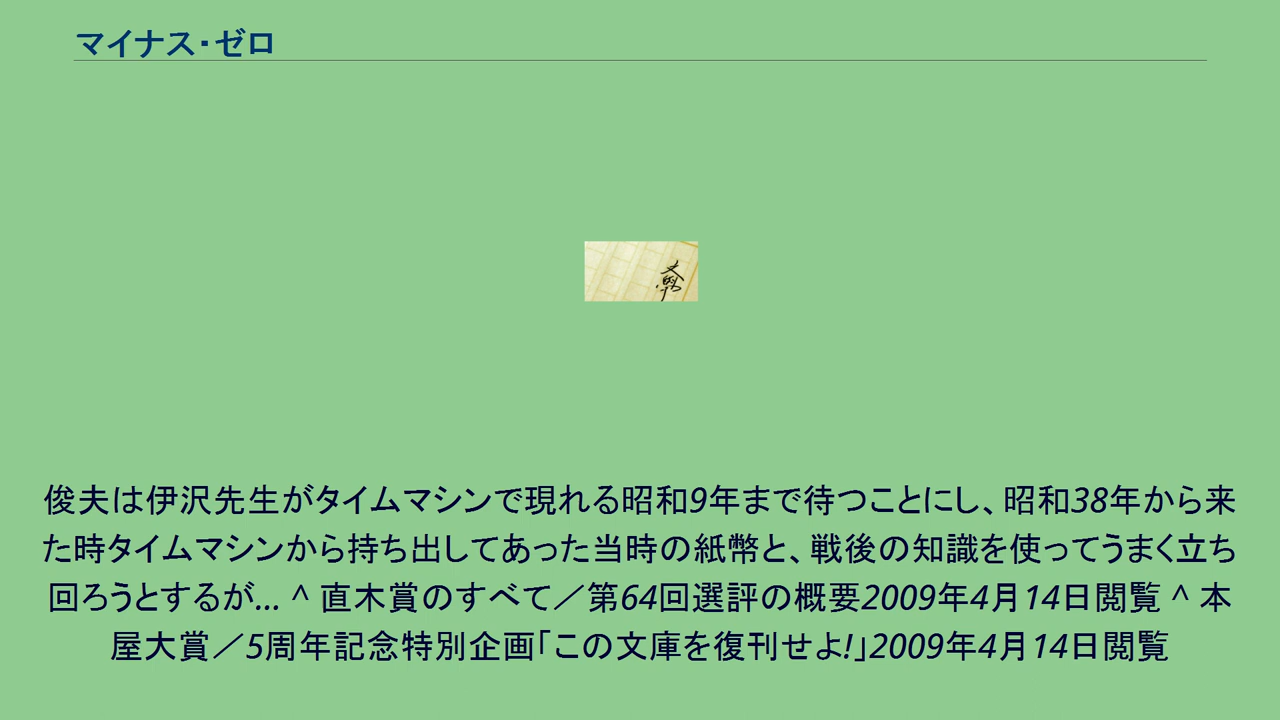 マイナス・ゼロ
俊夫は伊沢先生がタイムマシンで現れる昭和9年まで待つことにし、昭和38年から来
た時タイムマシンから持ち出してあった当時の紙幣と、戦後の知識を使ってうまく立ち
回ろうとするが... ^ 直木賞のすべて／第64回選評の概要2009年4月14日閲覧 ^ 本
屋大賞／5周年記念特別企画「この文庫を復刊せよ!」2009年4月14日閲覧